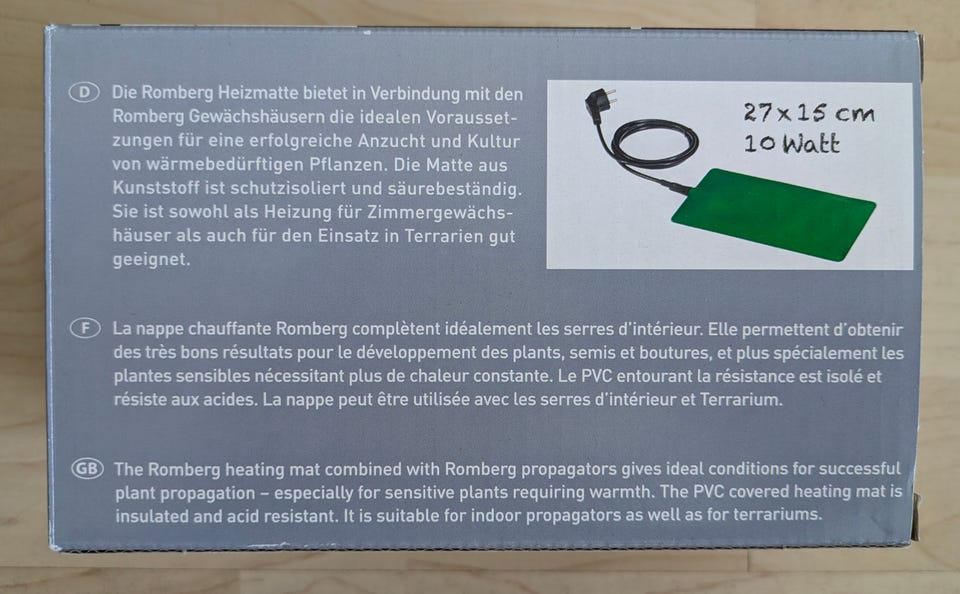 D
Die Romberg Heizmatte bietet in Verbindung mit den
Romberg Gewächshäusern die idealen Vorausset-
zungen für eine erfolgreiche Anzucht und Kultur
von wärmebedürftigen Pflanzen. Die Matte aus
Kunststoff ist schutzisoliert und säurebeständig.
Sie ist sowohl als Heizung für Zimmergewächs-
häuser als auch für den Einsatz in Terrarien gut
geeignet.
27 x 15 cm
10 Watt
F
La nappe chauffante Romberg complètent idéalement les serres d'intérieur. Elle permettent d'obtenir
des très bons résultats pour le développement des plants, semis et boutures, et plus spécialement les
plantes sensibles nécessitant plus de chaleur constante. Le PVC entourant la résistance est isolé et
résiste aux acides. La nappe peut être utilisée avec les serres d'intérieur et Terrarium.
GB
The Romberg heating mat combined with Romberg propagators gives ideal conditions for successful
plant propagation – especially for sensitive plants requiring warmth. The PVC covered heating mat is
insulated and acid resistant. It is suitable for indoor propagators as well as for terrariums.